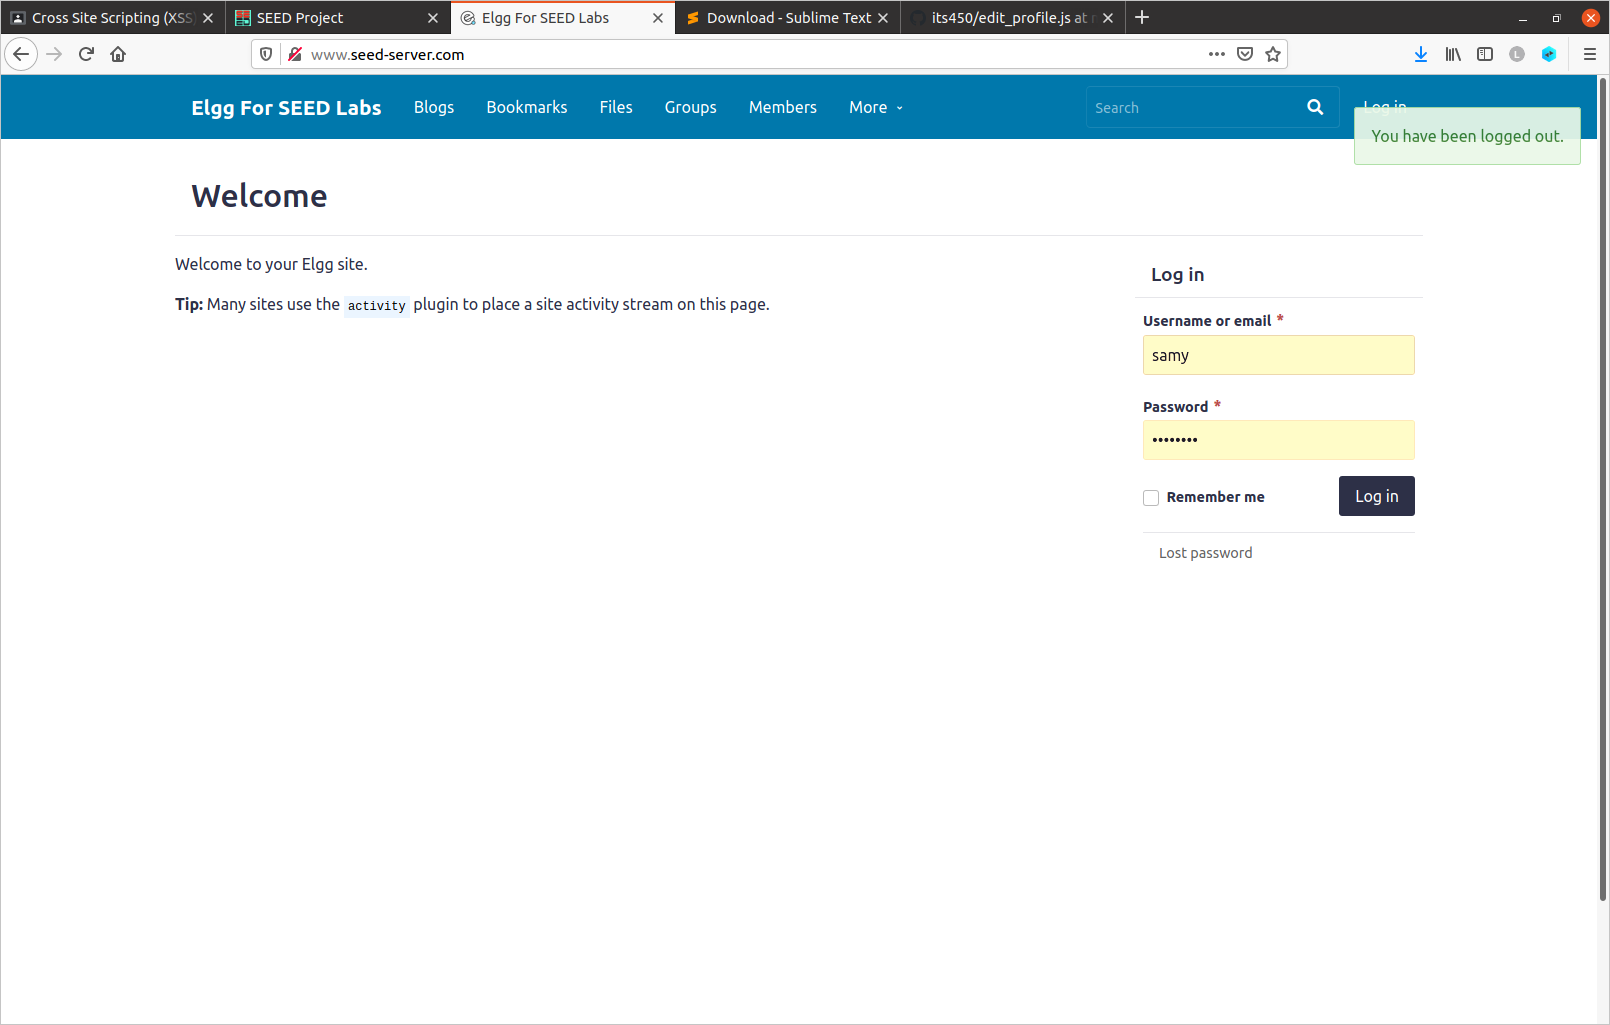 Cross Site Scripting (XSS)
SEED Project
Elgg For SEED Labs
Download - Sublime Text
its450/edit_profile.js at
www.seed-server.com
L
Elgg For SEED Labs
Blogs
Bookmarks
Files
Groups
Members
More
Search
Log in
You have been logged out.
Welcome
Welcome to your Elgg site.
Tip: Many sites use the activity plugin to place a site activity stream on this page.
Log in
Username or email *
samy
Password *
••••••••
Remember me
Log in
Lost password